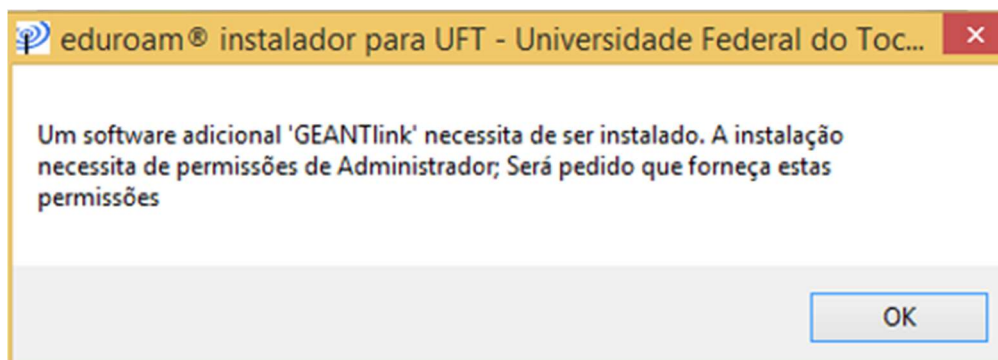 eduroam® instalador para UFT - Universidade Federal do Toc...
Um software adicional 'GEANTlink' necessita de ser instalado. A instalação
necessita de permissões de Administrador; Será pedido que forneça estas
permissões
OK